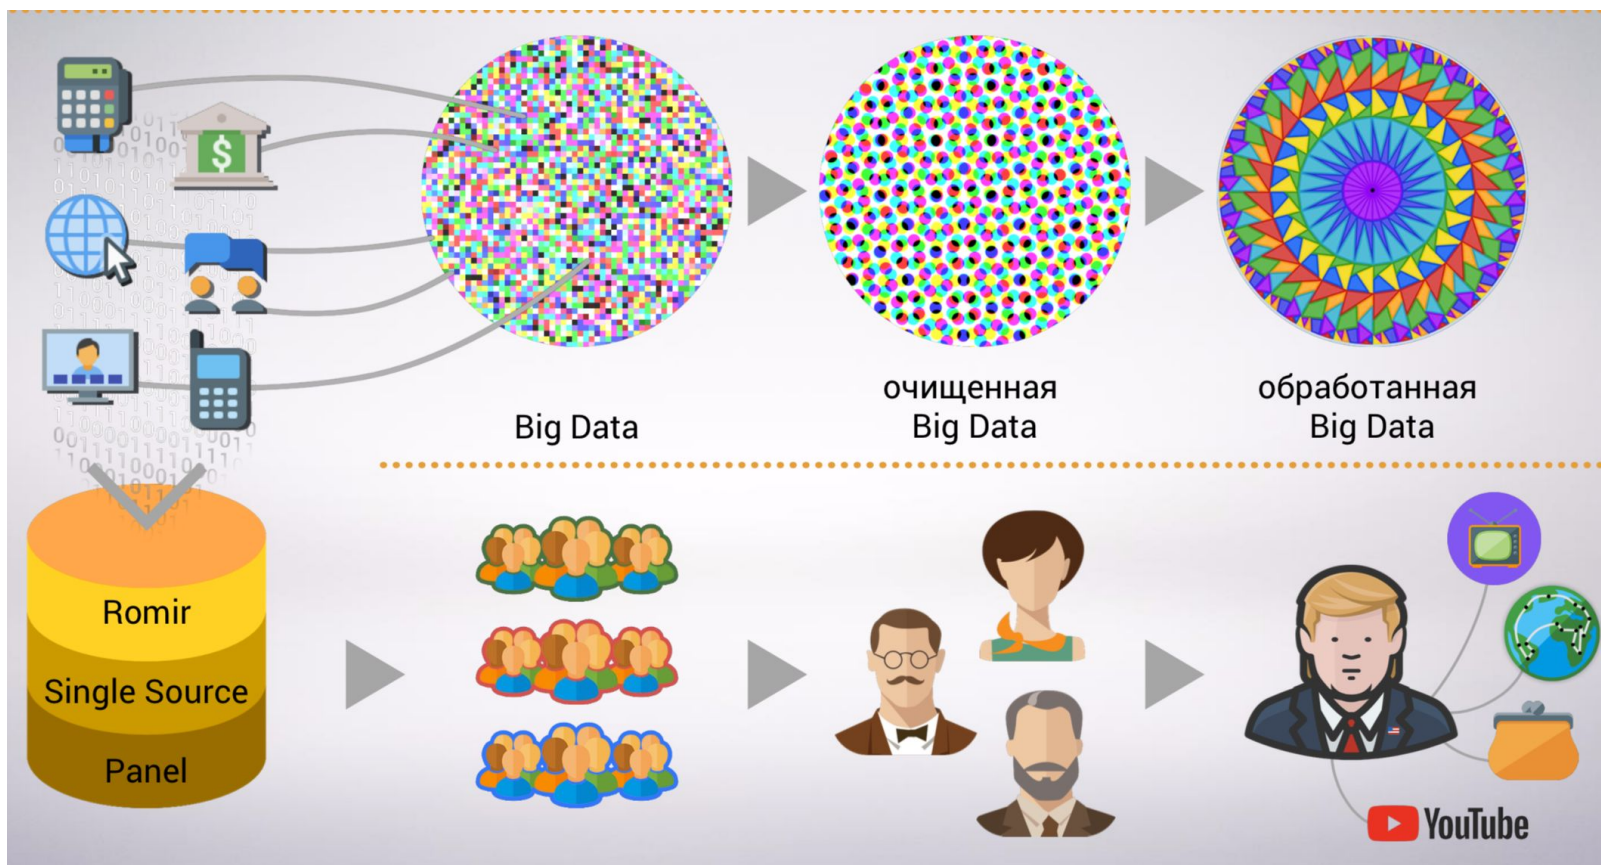 Big Data
очищенная
Big Data
обработанная
Big Data
Romir
Single Source
Panel
YouTube